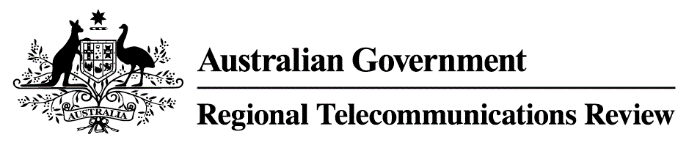 Australian Government
Regional Telecommunications Review
AUSTRALIA